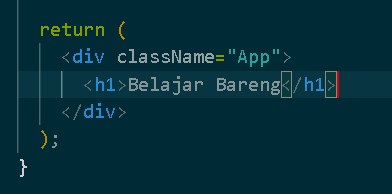 return (
<div className="App">
<h1>Belajar Bareng</h1>
</div>
);
}